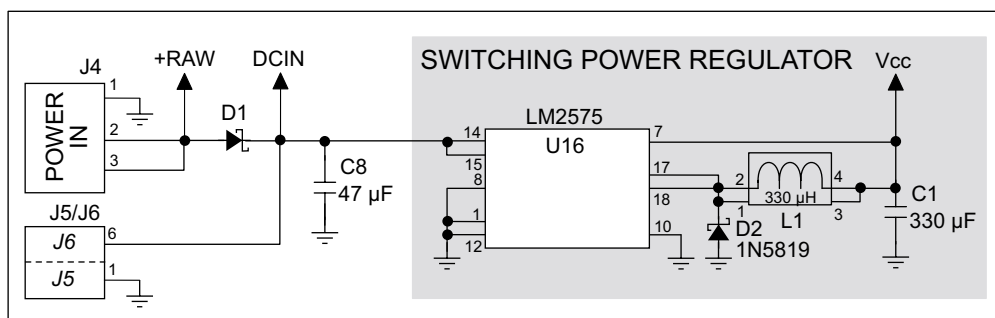 SWITCHING POWER REGULATOR
+RAW
DCIN
Vcc
J4
1
2
3
POWER
IN
D1
C8
47 µF
LM2575
U16
14
15
8
1
12
7
17
18
10
2
4
1
3
330 µH
L1
D2
1N5819
C1
330 µF
J5/J6
J6
J5
6
1